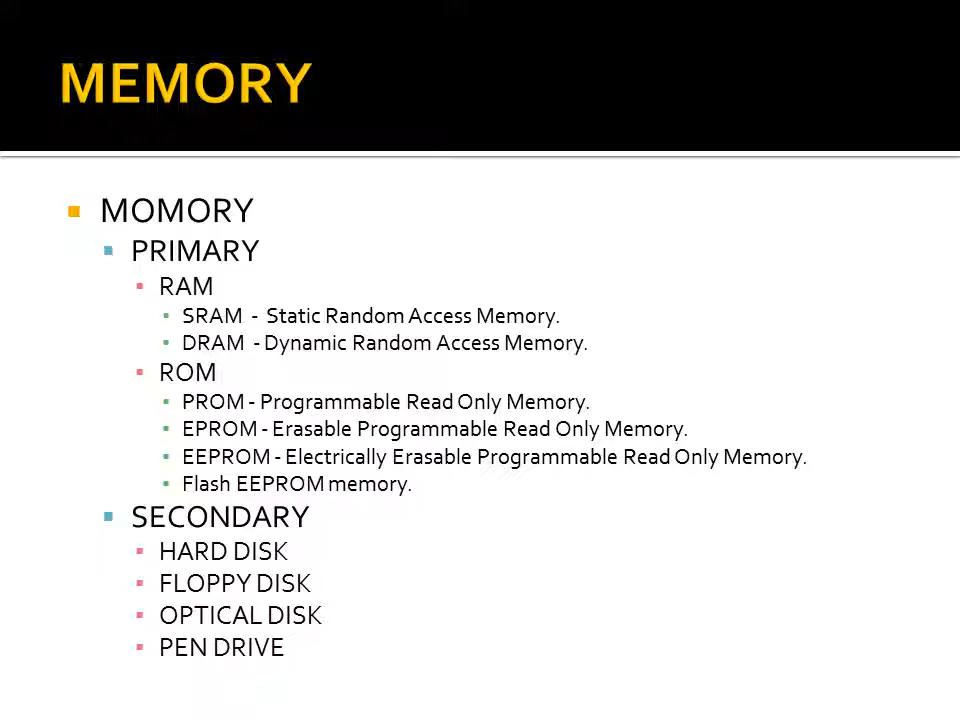 MEMORY
MOMORY
PRIMARY
RAM
SRAM - Static Random Access Memory.
DRAM - Dynamic Random Access Memory.
ROM
PROM - Programmable Read Only Memory.
EPROM - Erasable Programmable Read Only Memory.
EEPROM - Electrically Erasable Programmable Read Only Memory.
Flash EEPROM memory.
SECONDARY
HARD DISK
FLOPPY DISK
OPTICAL DISK
PEN DRIVE